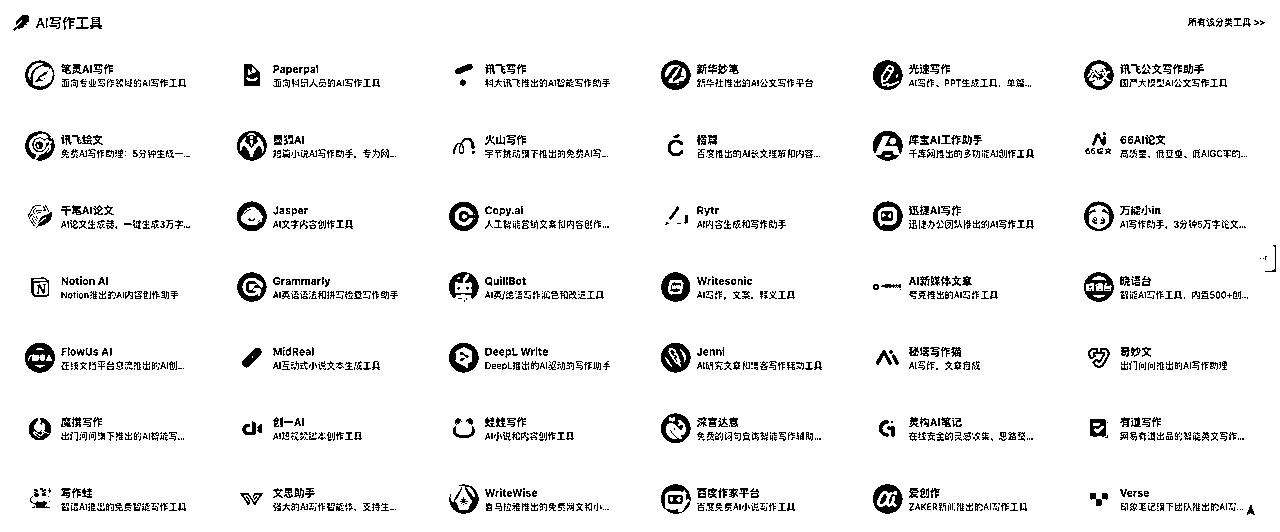 AI写作工具
所有该分类工具 >>
笔灵AI写作
面向专业写作领域的AI写作工具
Paperpal
面向科研人员的AI写作工具
讯飞写作
科大讯飞推出的AI智能写作助手
新华妙笔
新华社推出的AI公文写作平台
光速写作
AI写作、PPT生成工具，单篇...
讯飞公文写作助手
国产大模型AI公文写作工具
讯飞绘文
免费AI写作助理：5分钟生成一...
墨狐AI
短篇小说AI写作助手，专为网...
火山写作
字节跳动旗下推出的免费AI写...
橙篇
百度推出的AI长文理解和内容...
库宝AI工作助手
千库网推出的多功能AI创作工具
66AI论文
高质量、低查重、低AIGC率的...
千笔AI论文
AI论文生成器，一键生成3万字...
Jasper
AI文字内容创作工具
Copy.ai
人工智能营销文案和内容创作...
Rytr
AI内容生成和写作助手
迅捷AI写作
迅捷办公团队推出的AI写作工具
万能小in
AI写作助手，3分钟5万字论文...
Notion AI
Notion推出的AI内容创作助手
Grammarly
AI英语语法和拼写检查写作助手
QuillBot
AI英/德语写作润色和改进工具
Writesonic
AI写作，文案，释义工具
AI新媒体文章
夸克推出的AI写作工具
晓语台
智能AI写作工具，内置500+创...
FlowUs AI
在线文档平台息流推出的AI创...
MidReal
AI互动式小说文本生成工具
DeepL Write
DeepL推出的AI驱动的写作助手
Jenni
AI研究文章和博客写作辅助工具
秘塔写作猫
AI写作，文章自成
奇妙文
出门问问推出的AI写作助理
魔撰写作
出门问问旗下推出的AI智能写...
创一AI
AI短视频脚本创作工具
蛙蛙写作
AI小说和内容创作工具
深言达意
免费的词句查询智能写作辅助...
灵构AI笔记
在线安全的灵感收集、思路整...
有道写作
网易有道出品的智能英文写作...
写作蛙
智谱AI推出的免费智能写作工具
文思助手
强大的AI写作智能体，支持生...
WriteWise
喜马拉雅推出的免费网文和小...
百度作家平台
百度免费AI小说写作工具
爱创作
ZAKER新闻推出的AI写作工具
Verse
印象笔记旗下团队推出的AI写...